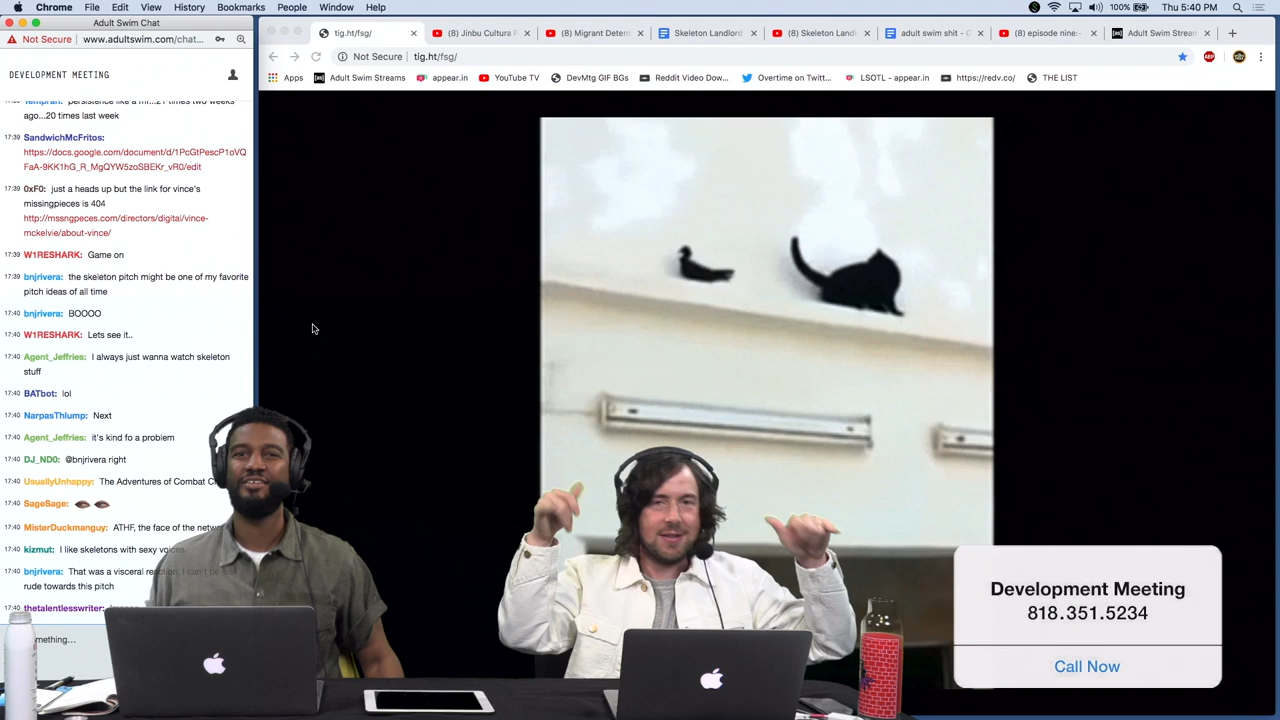 Chrome File Edit View History Bookmarks People Window Help
100% Thu 5:40 PM
Adult Swim Chat
Not Secure www.adultswim.com/chat...
DEVELOPMENT MEETING
ago...20 times last week
17:39 SandwichMcFritos:
https://docs.google.com/document/d/1PcGtPescP1oVQ
FaA-9KK1hG_R_MgQYW5zoSBEKr_vR0/edit
17:39 0xF0: just a heads up but the link for vince's
missingpieces is 404
http://mssngpeces.com/directors/digital/vince-
mckelvie/about-vince/
17:39 W1RESHARK: Game on
17:39 bnjrivera: the skeleton pitch might be one of my favorite
pitch ideas of all time
17:40 bnjrivera: BOOOO
17:40 W1RESHARK: Lets see it..
17:40 Agent_Jeffries: I always just wanna watch skeleton
stuff
17:40 BATbot: lol
17:40 NarpasThlump: Next
17:40 Agent_Jeffries: it's kind fo a problem
17:40 DJ_ND0: @bnjrivera right
17:40 UsuallyUnhappy: The Adventures of Combat
17:40 SageSage:
17:40 MisterDuckmanguy: ATHF, the face of the
17:40 kizmut: I like skeletons with sexy voices
17:40 bnjrivera: That was a visceral
rude towards this pitch
17:40 thetalentlesswriter:
mething...
tig.ht/fsg/
(8) Jinbu Cultura
(8) Migrant Deten
Skeleton Landlord
(8) Skeleton Landl
adult swim shit - G
(8) episode nine:-
Adult Swim Stream
Not Secure tig.ht/fsg/
ABP
Apps Adult Swim Streams appear.in YouTube TV DevMtg GIF BGs Reddit Video Dow... Overtime on Twitt... LSOTL - appear.in https://redv.co/ THE LIST
Development Meeting
818.351.5234
Call Now